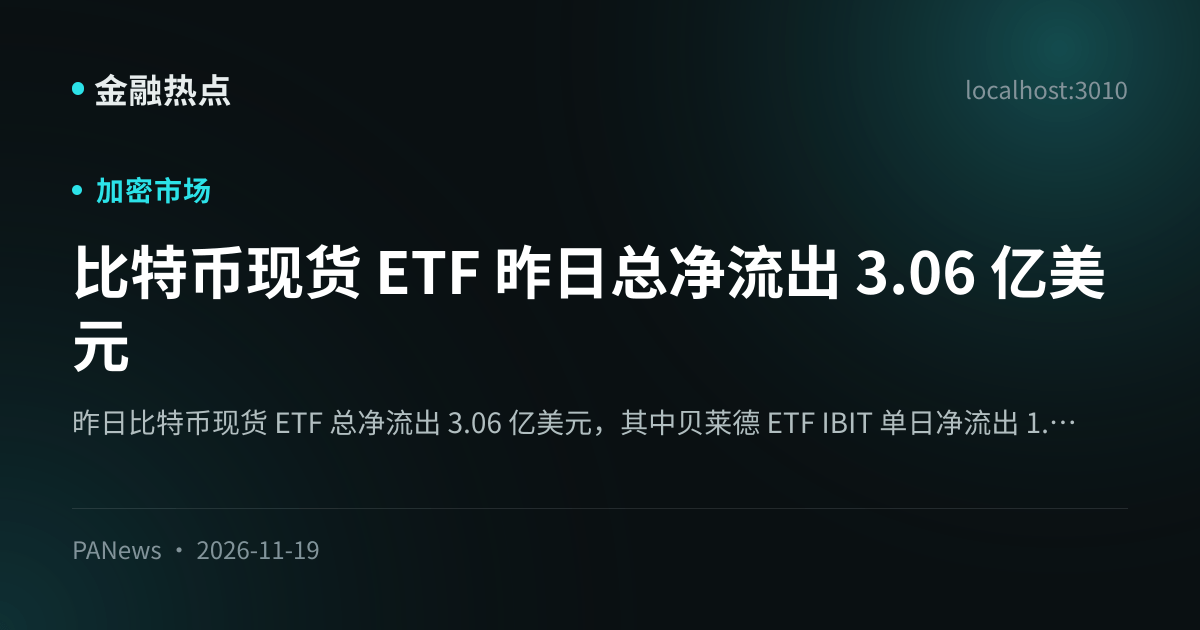 金融热点
localhost:3010
加密市场
比特币现货 ETF 昨日总净流出 3.06 亿美
元
昨日比特币现货 ETF 总净流出 3.06 亿美元，其中贝莱德 ETF IBIT 单日净流出 1.…
PANews • 2026-11-19